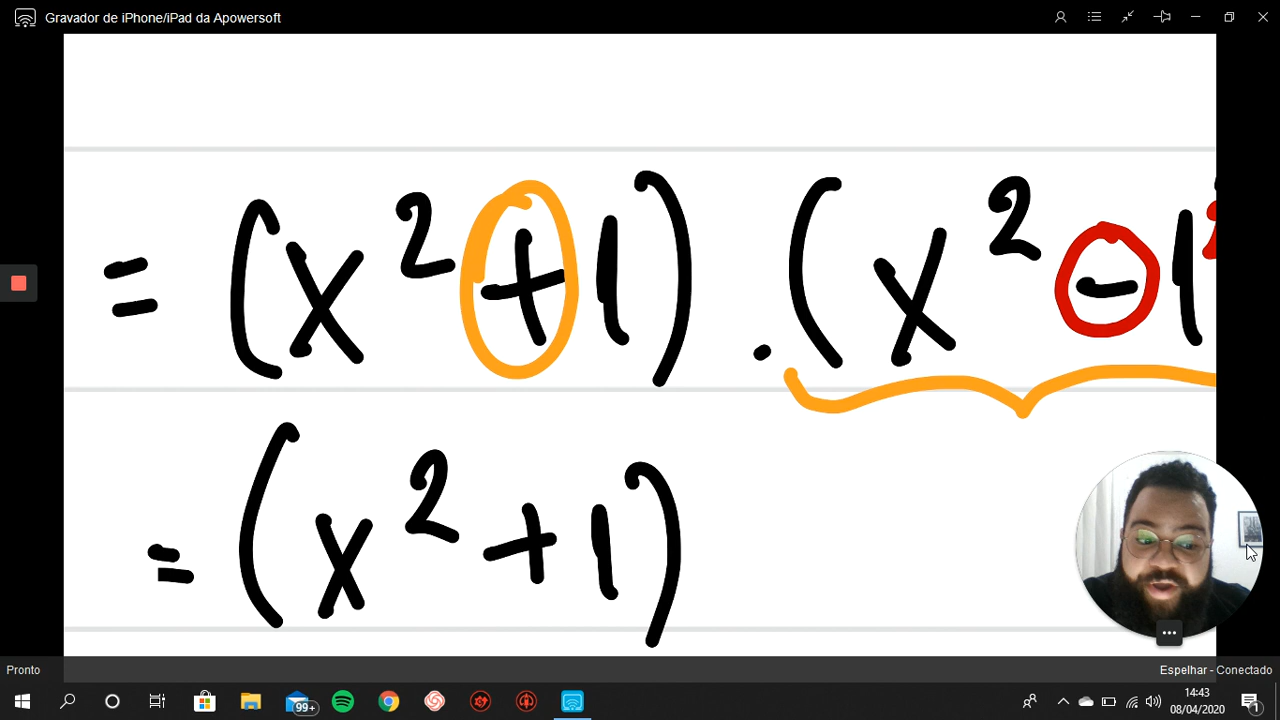 Gravador de iPhone/iPad da Apowersoft
= (x² + 1) . (x² - 1
= (x² + 1)
Pronto
Espelhar - Conectado
99+
14:43
08/04/2020
1